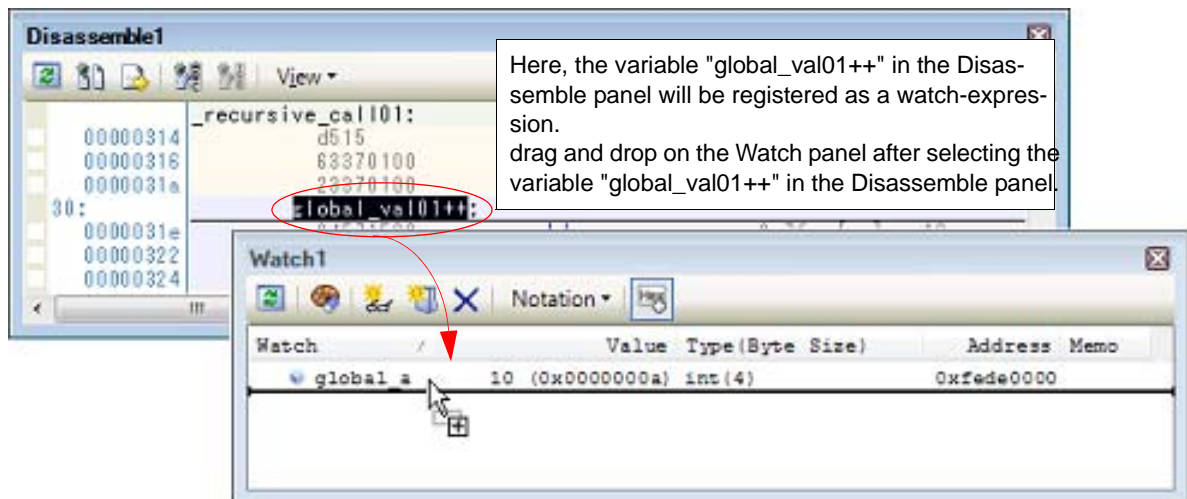 Disassemble1
View
Here, the variable "global_val01++" in the Disas-
semble panel will be registered as a watch-expres-
sion.
drag and drop on the Watch panel after selecting the
variable "global_val01++" in the Disassemble panel.
_recursive_call01:
00000314 d515
00000316 63370100
0000031a 23370100
30: global_val01++;
0000031e
00000322
00000324
Watch1
Notation
Hex
Watch Value Type(Byte Size) Address Memo
global_a 10 (0x0000000a) int(4) 0xfede0000